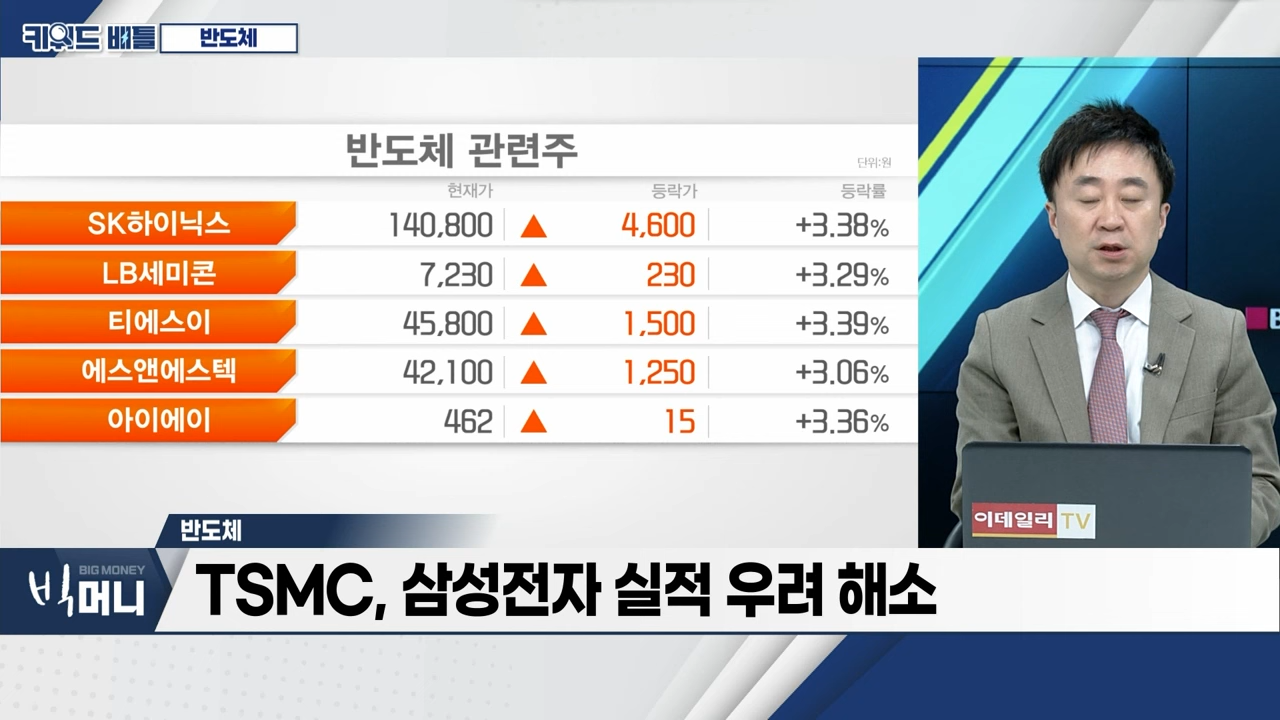 키워드 배틀 반도체
반도체 관련주
단위:원
현재가 등락가 등락률
SK하이닉스 140,800 ▲ 4,600 +3.38%
LB세미콘 7,230 ▲ 230 +3.29%
티에스이 45,800 ▲ 1,500 +3.39%
에스앤에스텍 42,100 ▲ 1,250 +3.06%
아이에이 462 ▲ 15 +3.36%
이데일리TV
반도체
BIG MONEY
빅머니
TSMC, 삼성전자 실적 우려 해소